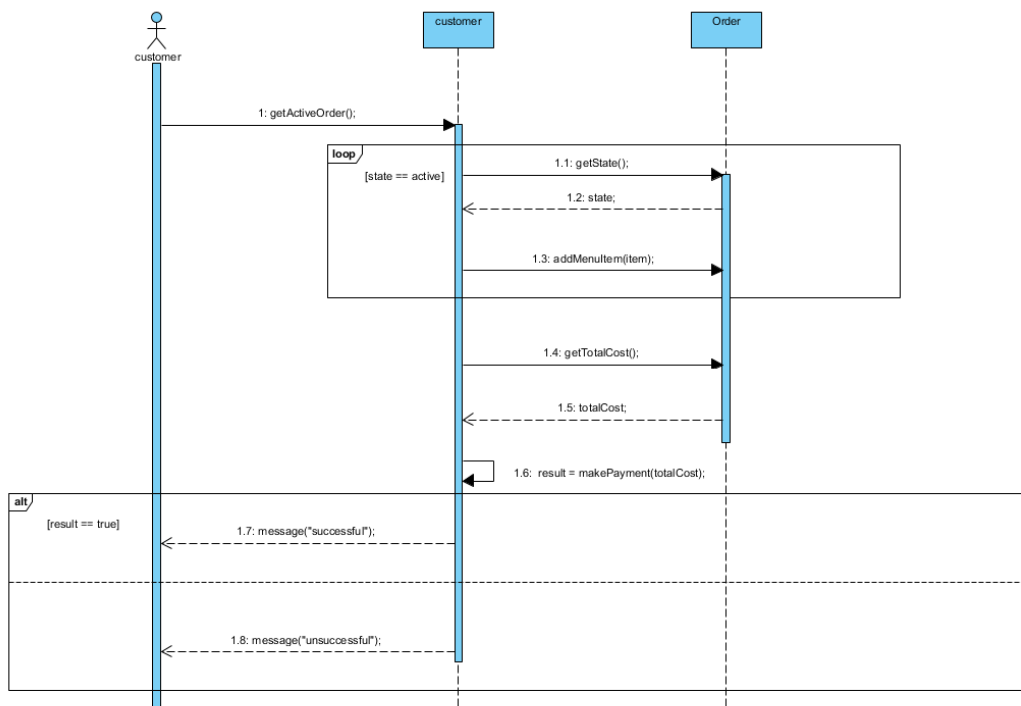 customer
Order
customer
1: getActiveOrder();
loop
1.1: getState();
[state == active]
1.2: state;
1.3: addMenuItem(item);
1.4: getTotalCost();
1.5: totalCost;
1.6: result = makePayment(totalCost);
alt
[result == true]
1.7: message("successful");
1.8: message("unsuccessful");